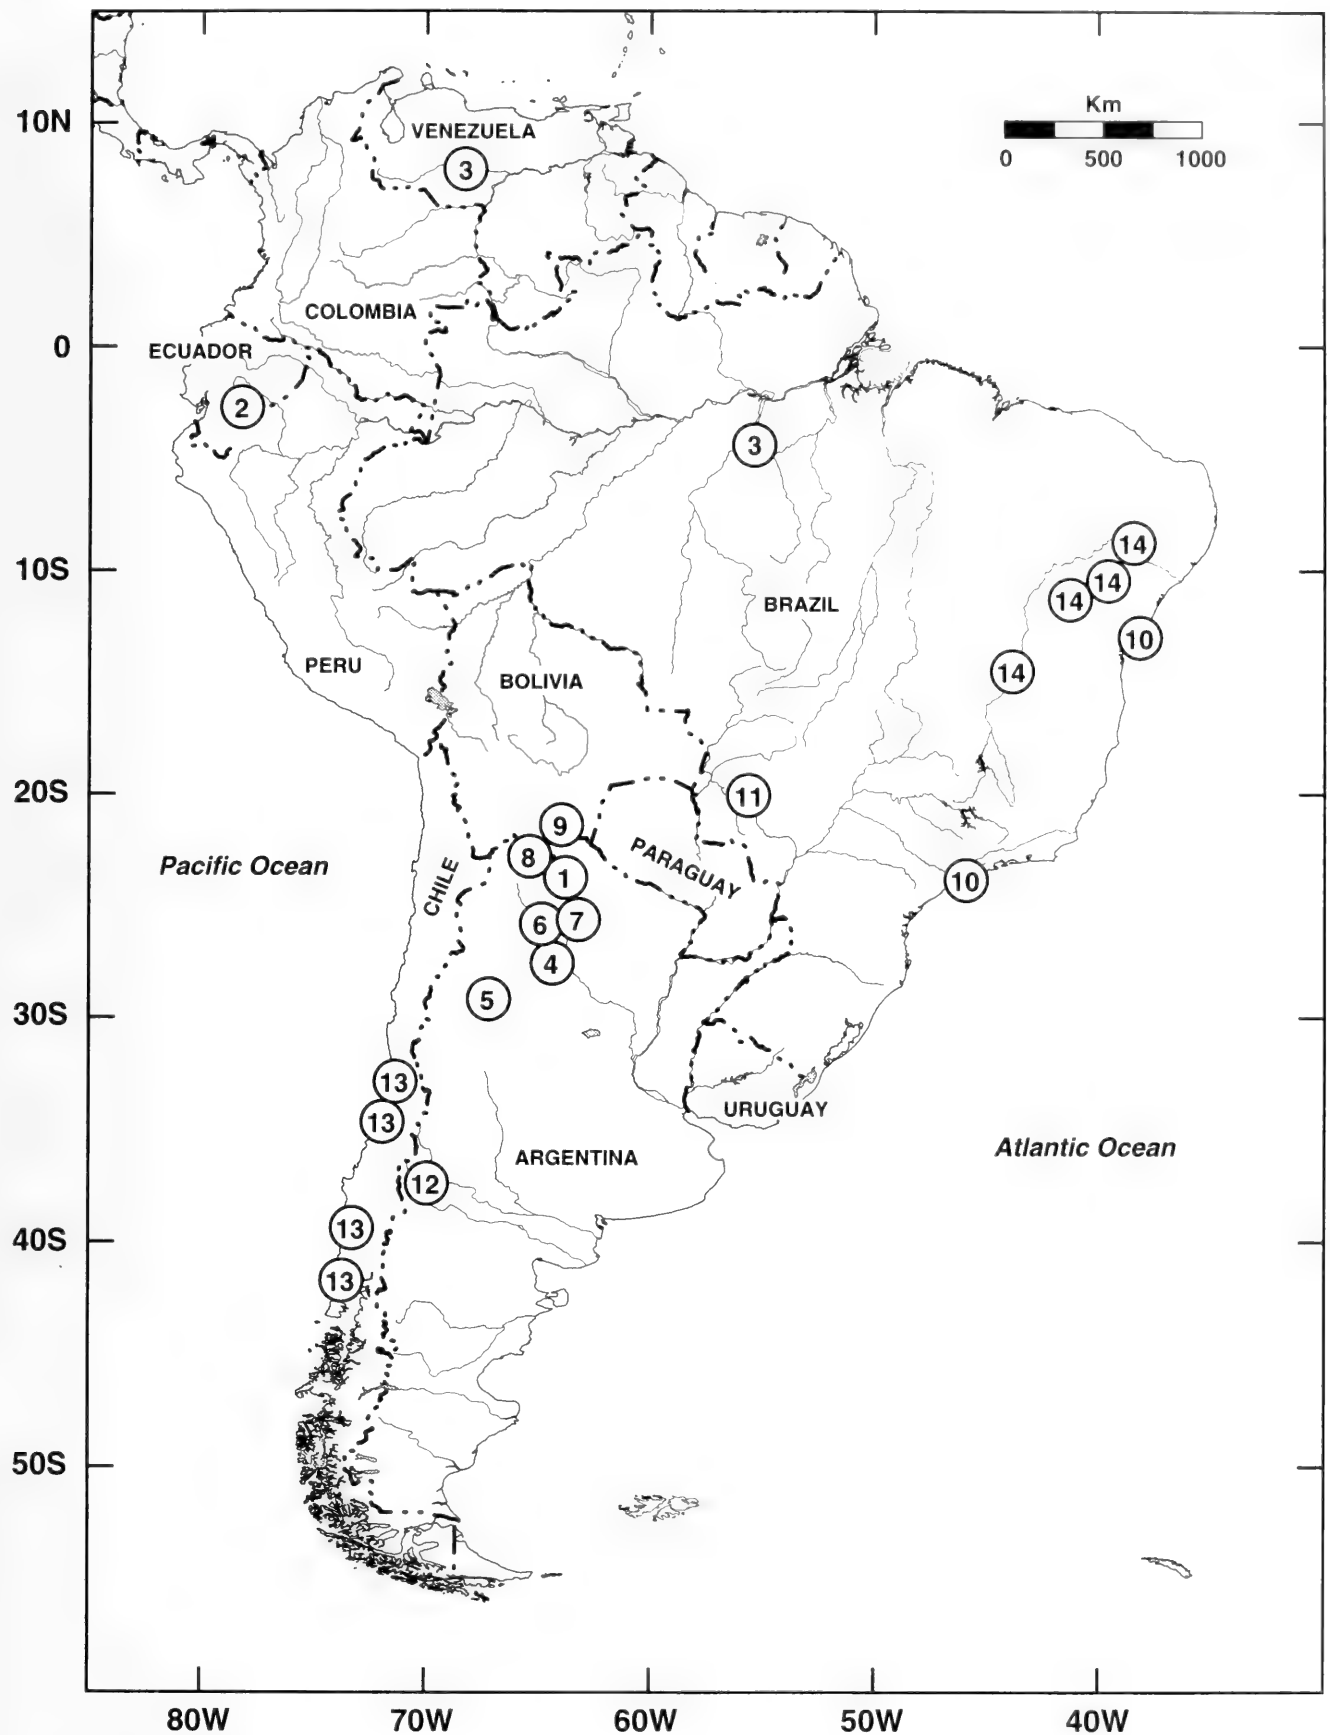 Km
10N
VENEZUELA
0 500 1000
3
COLOMBIA
0
ECUADOR
2
3
14
10S
14
BRAZIL
14
10
PERU
14
BOLIVIA
20S
11
9
8
PARAGUAY
Pacific Ocean
1
CHILE
10
6
7
4
5
30S
13
URUGUAY
13
Atlantic Ocean
ARGENTINA
12
13
40S
13
50S
80W 70W 60W 50W 40W